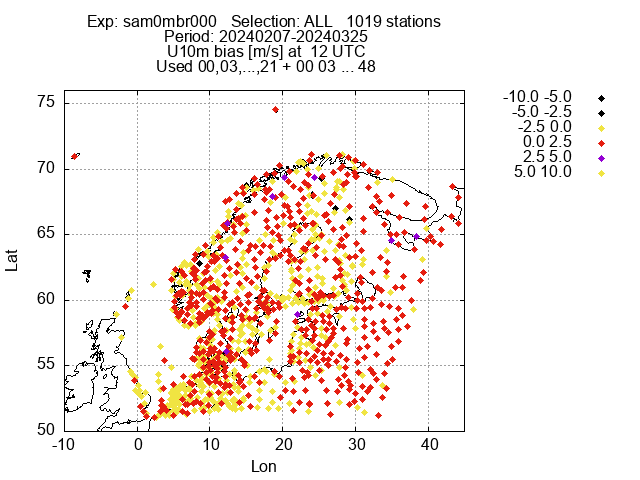 Exp: sam0mbr000   Selection: ALL   1019 stations
Period: 20240207-20240325
U10m bias [m/s] at  12 UTC
Used 00,03,...,21 + 00 03 ... 48
-10.0 -5.0
-5.0 -2.5
-2.5 0.0
0.0 2.5
2.5 5.0
5.0 10.0
75
70
65
60
55
50
Lat
-10 0 10 20 30 40
Lon